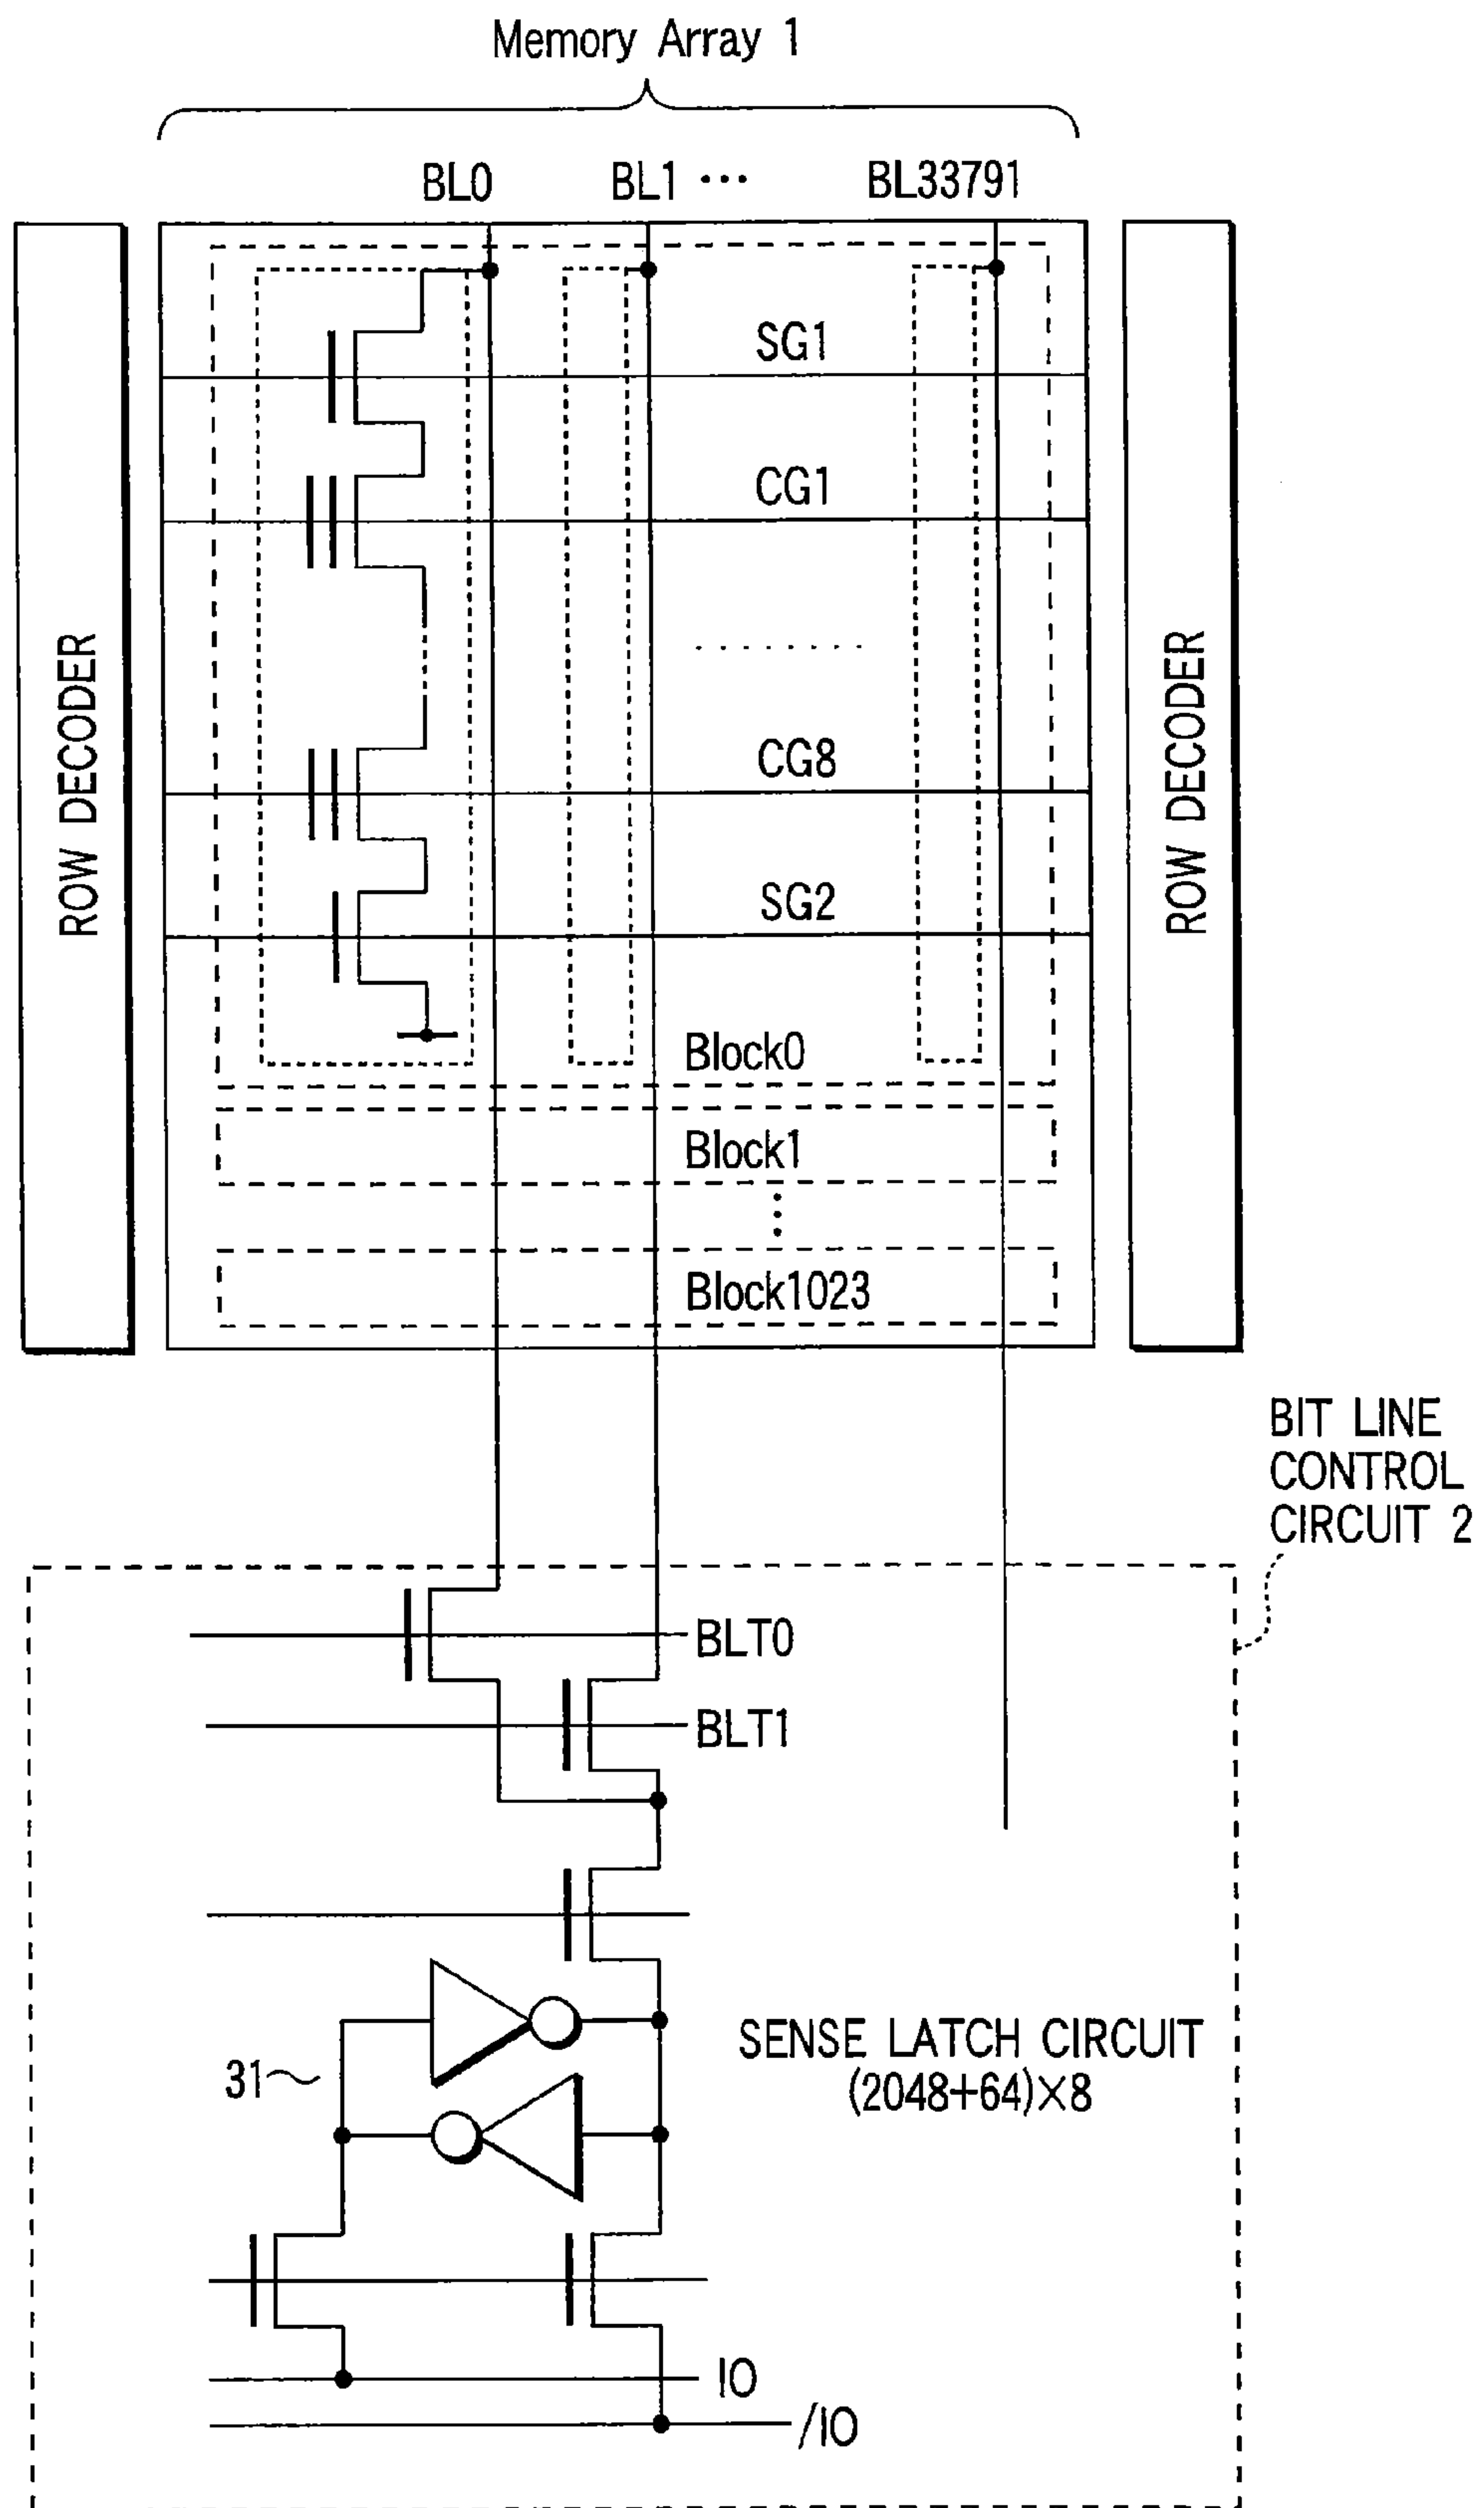 Memory Array 1
BL0 BL1 ··· BL33791
SG1
CG1
········
CG8
SG2
ROW DECODER
ROW DECODER
Block0
Block1
⋮
Block1023
BIT LINE
CONTROL
CIRCUIT 2
BLT0
BLT1
31
SENSE LATCH CIRCUIT
(2048+64)×8
IO
/IO